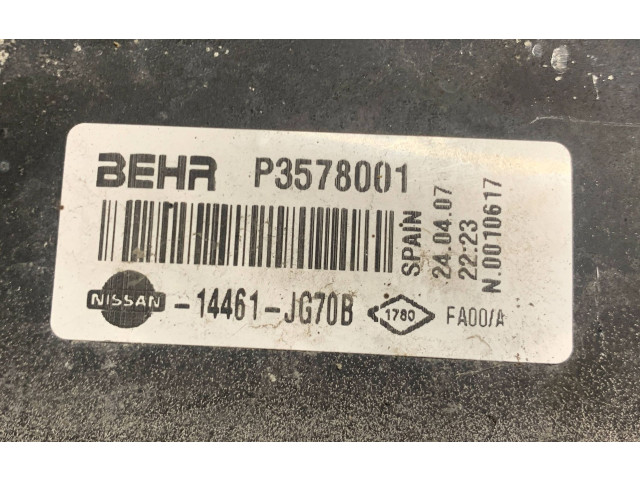 BEHR P3578001
NISSAN -14461-JG70B 1780 FA00/A
SPAIN
24.04.07
22:23
N.0010617